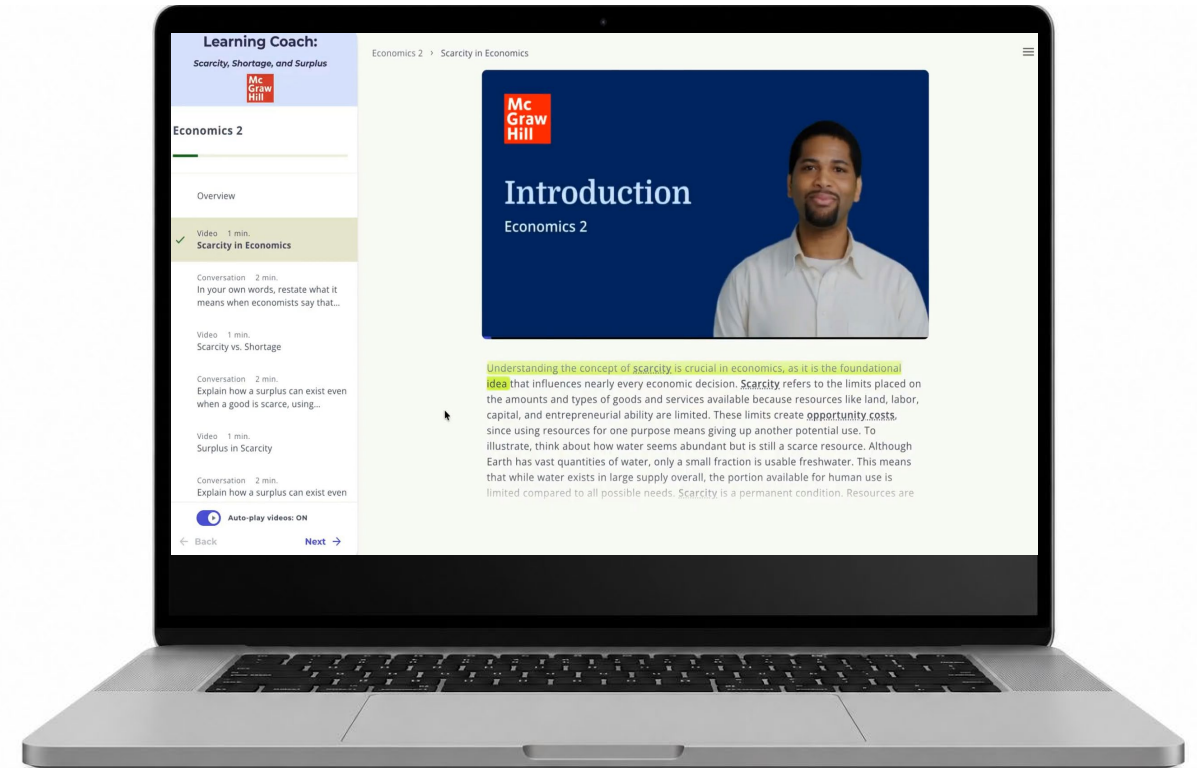 Learning Coach:
Scarcity, Shortage, and Surplus
Mc
Graw
Hill
Economics 2
Overview
Video 1 min.
Scarcity in Economics
Conversation 2 min.
In your own words, restate what it
means when economists say that...
Video 1 min.
Scarcity vs. Shortage
Conversation 2 min.
Explain how a surplus can exist even
when a good is scarce, using...
Video 1 min.
Surplus in Scarcity
Conversation 2 min.
Explain how a surplus can exist even
Auto-play videos: ON
← Back Next →
Economics 2 › Scarcity in Economics
Mc
Graw
Hill
Introduction
Economics 2
Understanding the concept of scarcity is crucial in economics, as it is the foundational
idea that influences nearly every economic decision. Scarcity refers to the limits placed on
the amounts and types of goods and services available because resources like land, labor,
capital, and entrepreneurial ability are limited. These limits create opportunity costs,
since using resources for one purpose means giving up another potential use. To
illustrate, think about how water seems abundant but is still a scarce resource. Although
Earth has vast quantities of water, only a small fraction is usable freshwater. This means
that while water exists in large supply overall, the portion available for human use is
limited compared to all possible needs. Scarcity is a permanent condition. Resources are